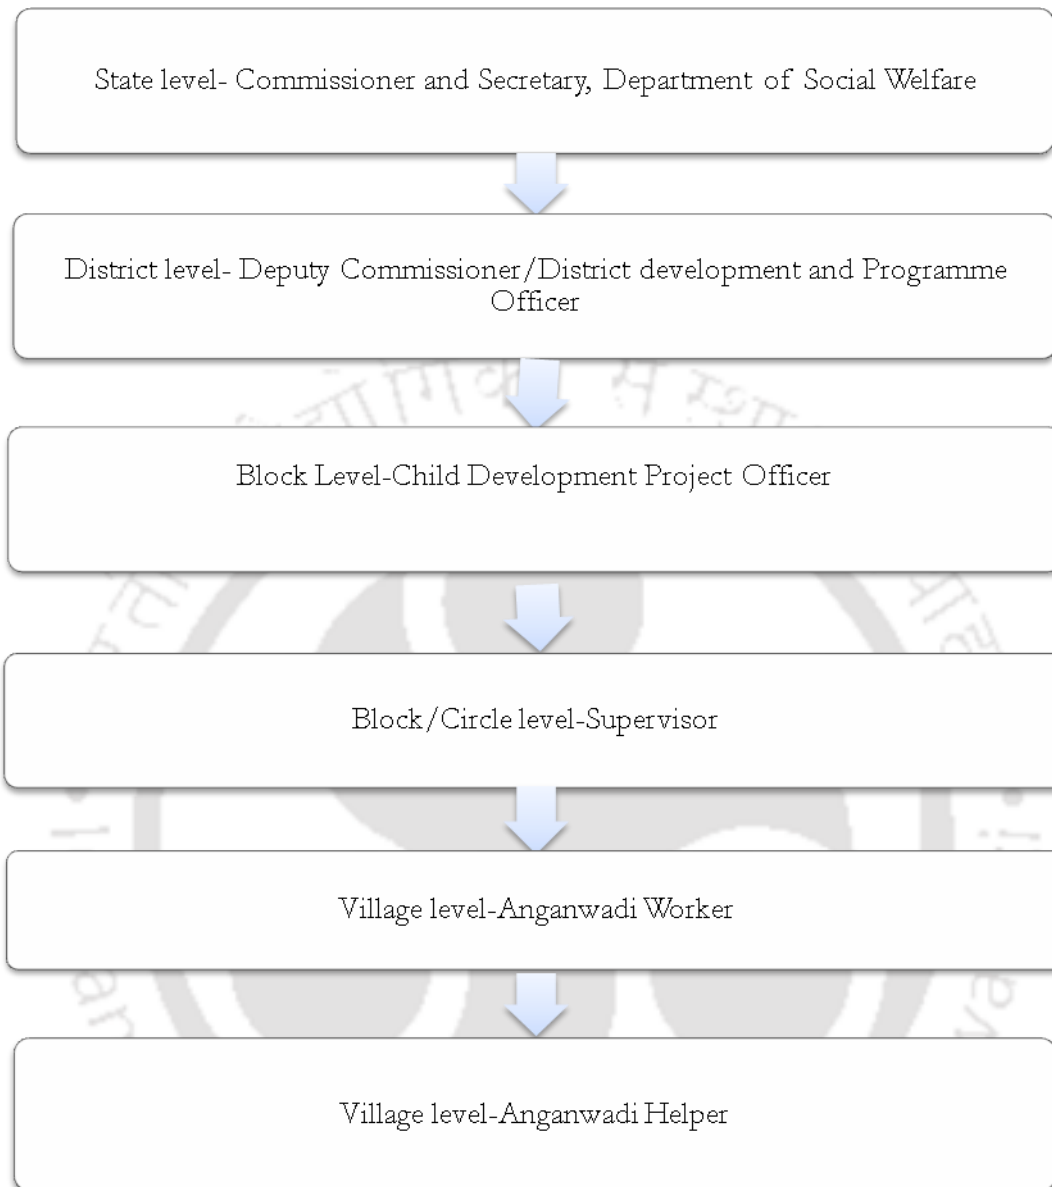 State level- Commissioner and Secretary, Department of Social Welfare
District level- Deputy Commissioner/District development and Programme
Officer
Block Level-Child Development Project Officer
Block/Circle level-Supervisor
Village level-Anganwadi Worker
Village level-Anganwadi Helper